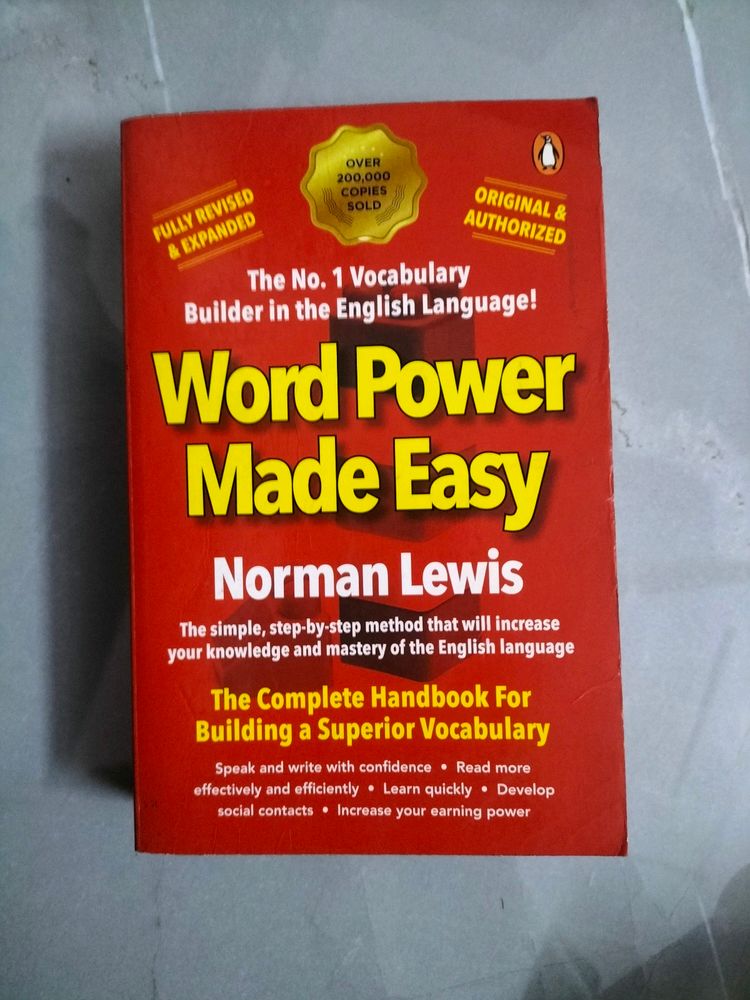 OVER
200,000
COPIES
SOLD
FULLY REVISED
& EXPANDED
ORIGINAL &
AUTHORIZED
The No. 1 Vocabulary
Builder in the English Language!
Word Power
Made Easy
Norman Lewis
The simple, step-by-step method that will increase
your knowledge and mastery of the English language
The Complete Handbook For
Building a Superior Vocabulary
Speak and write with confidence • Read more
effectively and efficiently • Learn quickly • Develop
social contacts • Increase your earning power